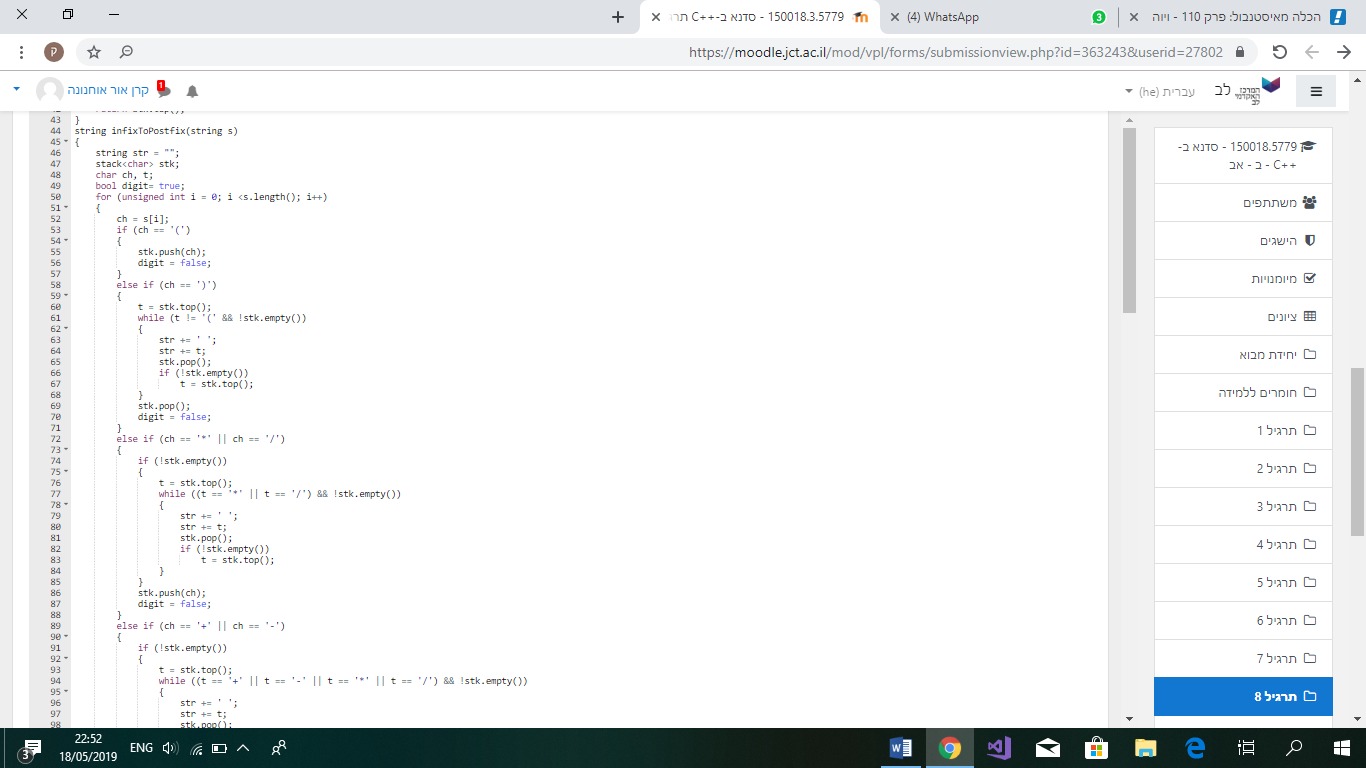 הכלה מאיסטנבול: פרק 110 - ויוה
(4) WhatsApp
3
150018.3.5779 - סדנא ב-++C תר
https://moodle.jct.ac.il/mod/vpl/forms/submissionview.php?id=363243&userid=27802
ק
המרכז האקדמי לב
לב
עברית ‎(he)‎
1
קרן אור אוחנונה
43 }
44 string infixToPostfix(string s)
45 {
46 string str = "";
47 stack<char> stk;
48 char ch, t;
49 bool digit= true;
50 for (unsigned int i = 0; i <s.length(); i++)
51 {
52 ch = s[i];
53 if (ch == '(')
54 {
55 stk.push(ch);
56 digit = false;
57 }
58 else if (ch == ')')
59 {
60 t = stk.top();
61 while (t != '(' && !stk.empty())
62 {
63 str += ' ';
64 str += t;
65 stk.pop();
66 if (!stk.empty())
67 t = stk.top();
68 }
69 stk.pop();
70 digit = false;
71 }
72 else if (ch == '*' || ch == '/')
73 {
74 if (!stk.empty())
75 {
76 t = stk.top();
77 while ((t == '*' || t == '/') && !stk.empty())
78 {
79 str += ' ';
80 str += t;
81 stk.pop();
82 if (!stk.empty())
83 t = stk.top();
84 }
85 }
86 stk.push(ch);
87 digit = false;
88 }
89 else if (ch == '+' || ch == '-')
90 {
91 if (!stk.empty())
92 {
93 t = stk.top();
94 while ((t == '+' || t == '-' || t == '*' || t == '/') && !stk.empty())
95 {
96 str += ' ';
97 str += t;
98 stk.pop();
150018.5779 - סדנא ב-
++C - ב - אב
משתתפים
הישגים
מיומנויות
ציונים
יחידת מבוא
חומרים ללמידה
תרגיל 1
תרגיל 2
תרגיל 3
תרגיל 4
תרגיל 5
תרגיל 6
תרגיל 7
תרגיל 8
3
22:52
18/05/2019
ENG